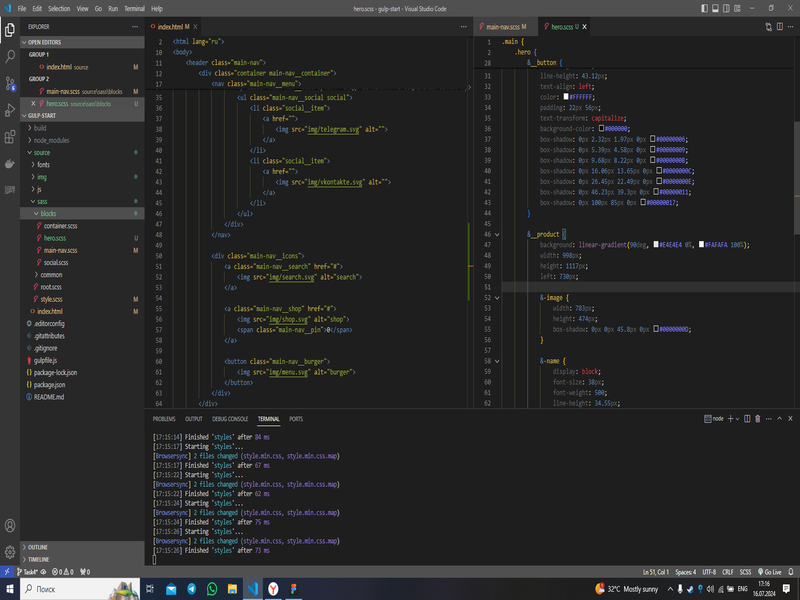 File Edit Selection View Go Run Terminal Help
hero.scss - gulp-start - Visual Studio Code
EXPLORER
OPEN EDITORS
GROUP 1
index.html source M
GROUP 2
main-nav.scss source\sass\blocks M
hero.scss source\sass\blocks U
GULP-START
build
node_modules
source
fonts
img
js
sass
blocks
container.scss
hero.scss U
main-nav.scss M
social.scss
common
root.scss
style.scss M
index.html M
.editorconfig
.gitattributes
.gitignore
gulpfile.js
package-lock.json
package.json
README.md
OUTLINE
TIMELINE
index.html M
2 <html lang="ru">
10 <body>
11 <header class="main-nav">
12 <div class="container main-nav__container">
17 <nav class="main-nav__menu">
35 <ul class="main-nav__social social">
36 <li class="social__item">
37 <a href="">
38 <img src="img/telegram.svg" alt="">
39 </a>
40 </li>
41 <li class="social__item">
42 <a href="">
43 <img src="img/vkontakte.svg" alt="">
44 </a>
45 </li>
46 </ul>
47 </div>
48 </nav>
49
50 <div class="main-nav__icons">
51 <a class="main-nav__search" href="#">
52 <img src="img/search.svg" alt="search">
53 </a>
54
55 <a class="main-nav__shop" href="#">
56 <img src="img/shop.svg" alt="shop">
57 <span class="main-nav__pin">0</span>
58 </a>
59
60 <button class="main-nav__burger">
61 <img src="img/menu.svg" alt="burger">
62 </button>
63 </div>
64 </div>
main-nav.scss M
hero.scss U
1 .main {
2 .hero {
8 &__button {
31 line-height: 43.12px;
32 text-align: left;
33 color: #FFFFFF;
34 padding: 22px 56px;
35 text-transform: capitalize;
36 background-color: #000000;
37 box-shadow: 0px 2.32px 1.97px 0px #00000006;
38 box-shadow: 0px 5.39px 4.58px 0px #00000009;
39 box-shadow: 0px 9.68px 8.22px 0px #0000000B;
40 box-shadow: 0px 16.06px 13.65px 0px #0000000C;
41 box-shadow: 0px 26.45px 22.49px 0px #0000000E;
42 box-shadow: 0px 46.23px 39.3px 0px #00000011;
43 box-shadow: 0px 100px 85px 0px #00000017;
44 }
45
46 &__product {
47 background: linear-gradient(90deg, #E4E4E4 0%, #FAFAFA 100%);
48 width: 998px;
49 height: 1117px;
50 left: 730px;
51
52 &-image {
53 width: 783px;
54 height: 474px;
55 box-shadow: 0px 0px 45.8px 0px #0000000D;
56 }
57
58 &-name {
59 display: block;
60 font-size: 38px;
61 font-weight: 500;
62 line-height: 34.55px;
PROBLEMS OUTPUT DEBUG CONSOLE TERMINAL PORTS
node
[17:15:14] Finished 'styles' after 84 ms
[17:15:17] Starting 'styles'...
[Browsersync] 2 files changed (style.min.css, style.min.css.map)
[17:15:17] Finished 'styles' after 67 ms
[17:15:22] Starting 'styles'...
[Browsersync] 2 files changed (style.min.css, style.min.css.map)
[17:15:22] Finished 'styles' after 62 ms
[17:15:24] Starting 'styles'...
[Browsersync] 2 files changed (style.min.css, style.min.css.map)
[17:15:24] Finished 'styles' after 75 ms
[17:15:26] Starting 'styles'...
[Browsersync] 2 files changed (style.min.css, style.min.css.map)
[17:15:26] Finished 'styles' after 73 ms
Task4* 0 0 0 Ln 51, Col 1 Spaces: 4 UTF-8 CRLF SCSS Go Live
Поиск
32°C Mostly sunny
ENG
17:16
16.07.2024